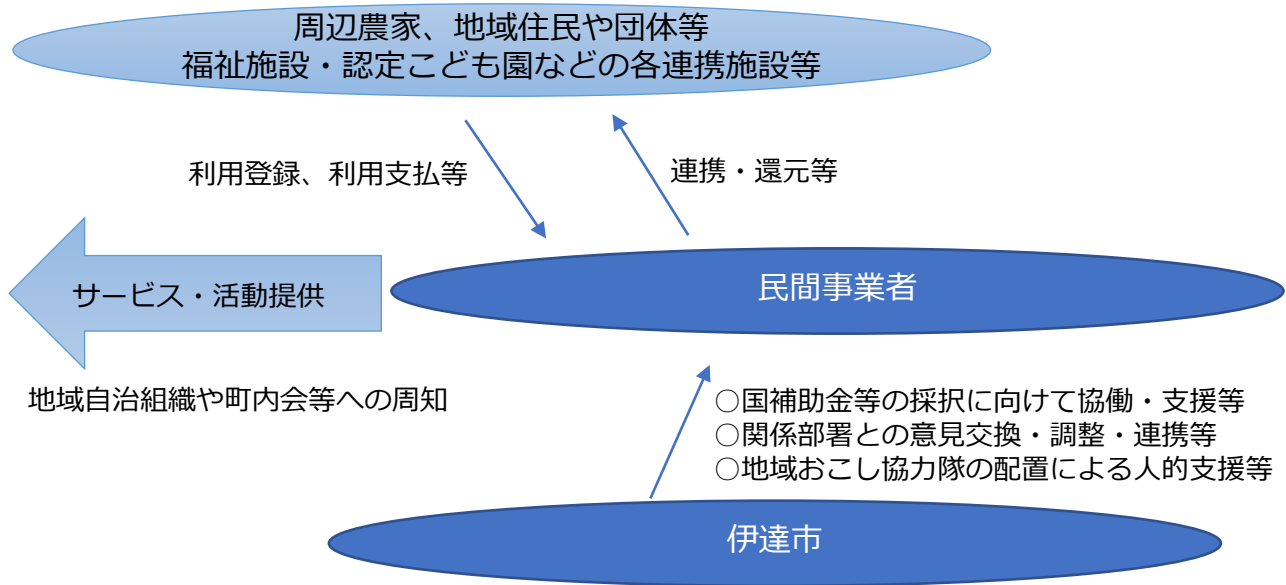 周辺農家、地域住民や団体等
福祉施設・認定こども園などの各連携施設等
利用登録、利用支払等
連携・還元等
サービス・活動提供
民間事業者
地域自治組織や町内会等への周知
○国補助金等の採択に向けて協働・支援等
○関係部署との意見交換・調整・連携等
○地域おこし協力隊の配置による人的支援等
伊達市